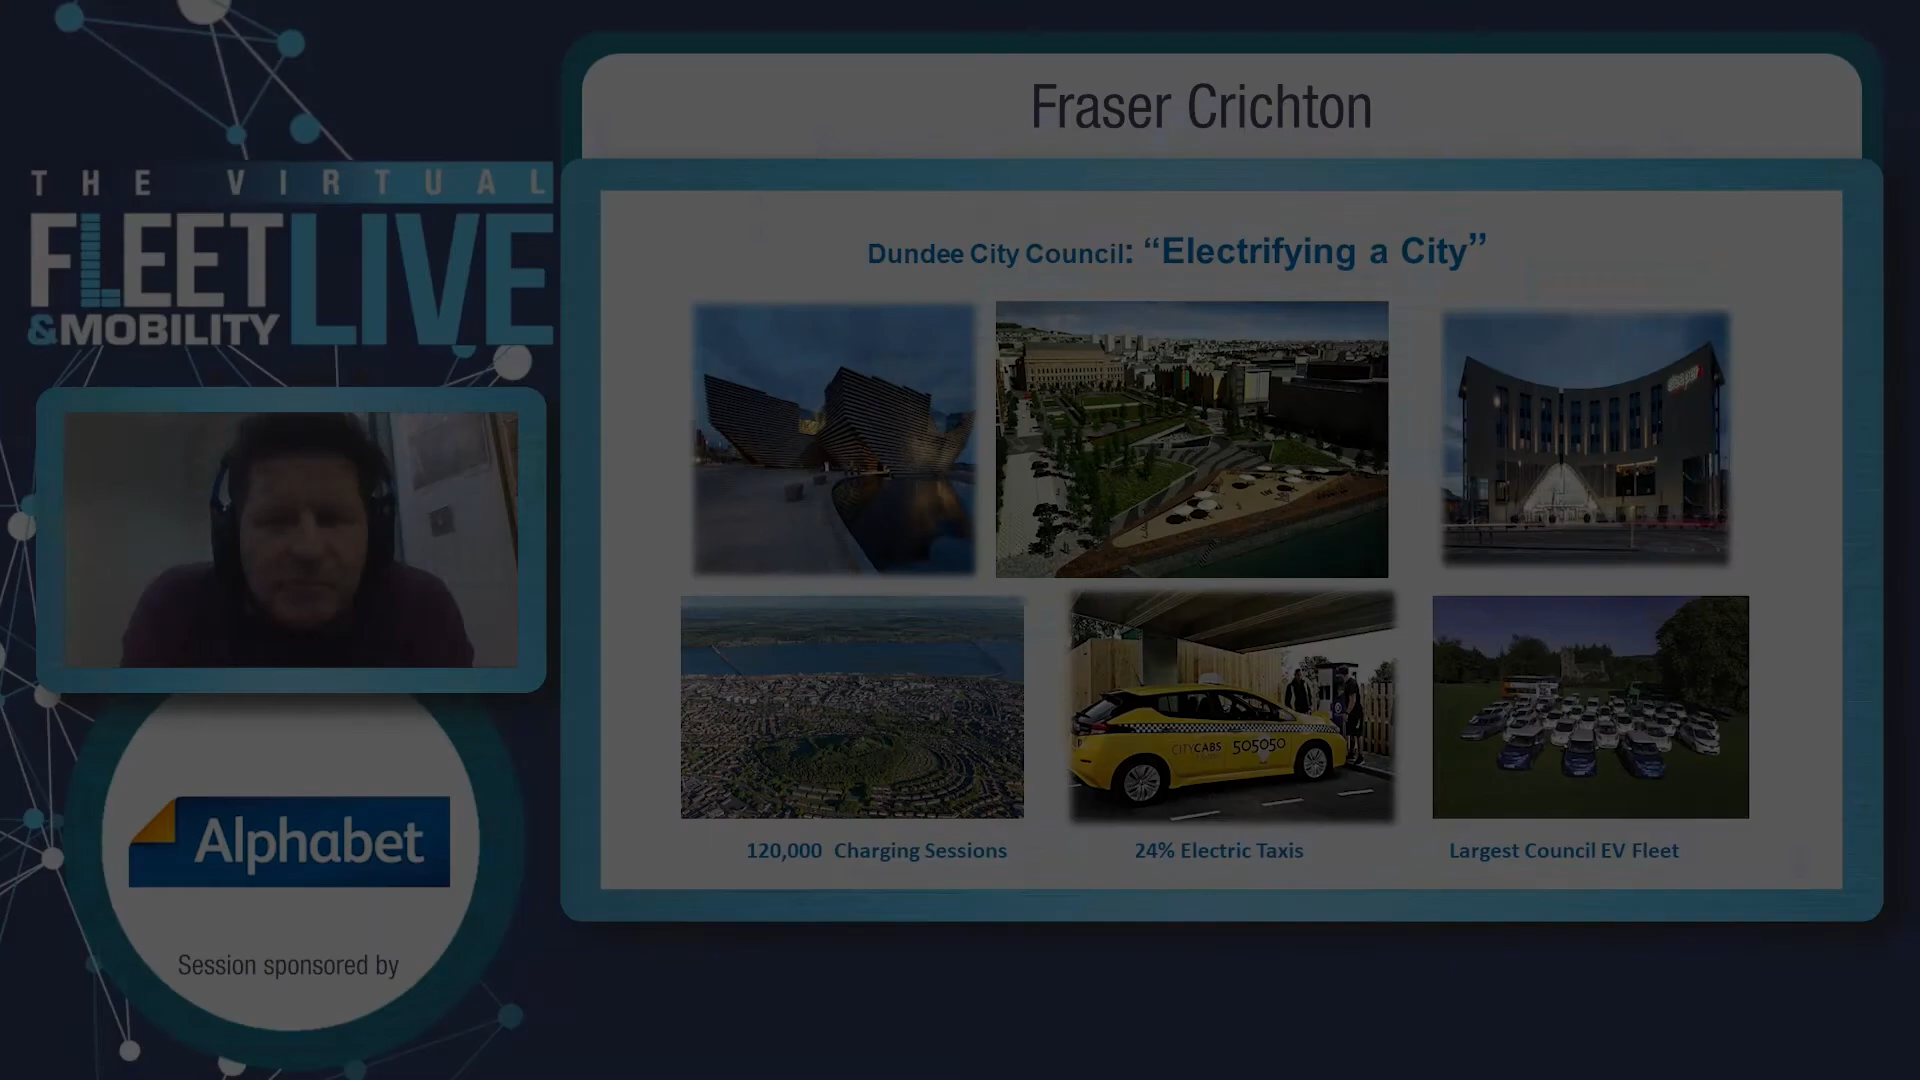 Fraser Crichton
THE VIRTUAL
FLEET
&MOBILITY
LIVE
Dundee City Council: “Electrifying a City”
CITYCABS 505050
120,000 Charging Sessions
24% Electric Taxis
Largest Council EV Fleet
Alphabet
Session sponsored by